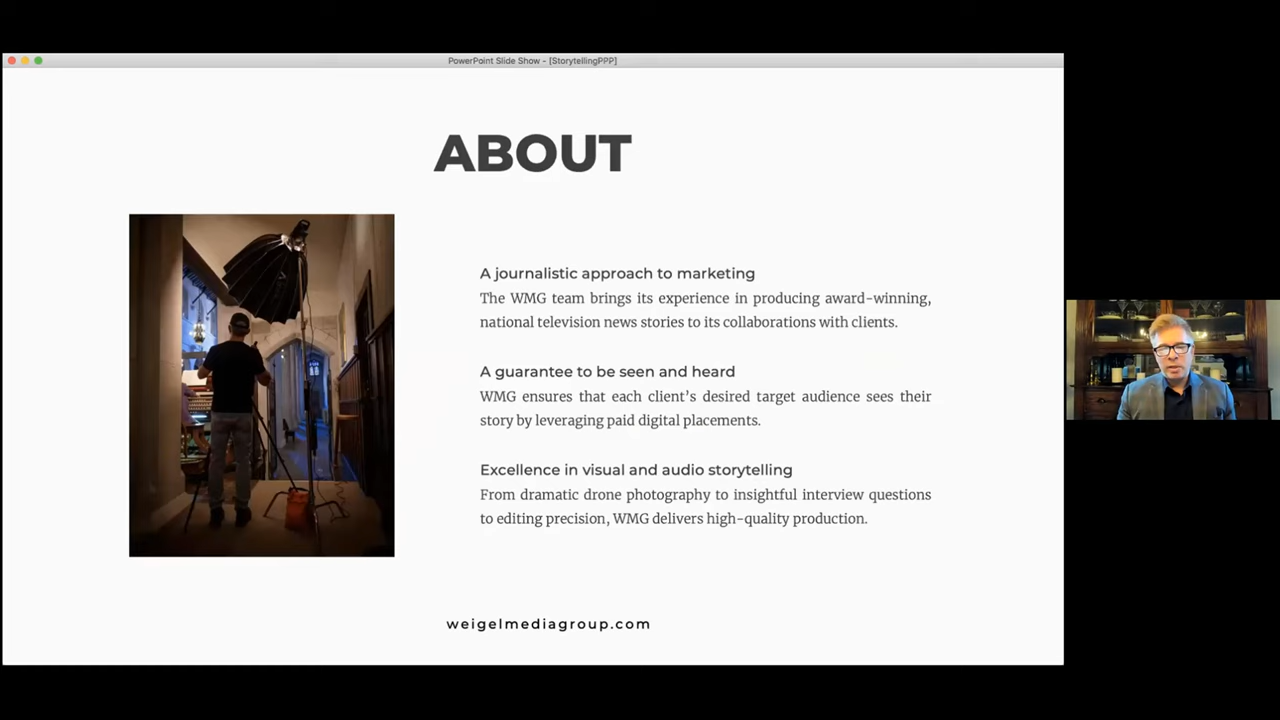 PowerPoint Slide Show - [StorytellingPPP]
ABOUT
A journalistic approach to marketing
The WMG team brings its experience in producing award-winning,
national television news stories to its collaborations with clients.
A guarantee to be seen and heard
WMG ensures that each client’s desired target audience sees their
story by leveraging paid digital placements.
Excellence in visual and audio storytelling
From dramatic drone photography to insightful interview questions
to editing precision, WMG delivers high-quality production.
weigelmediagroup.com